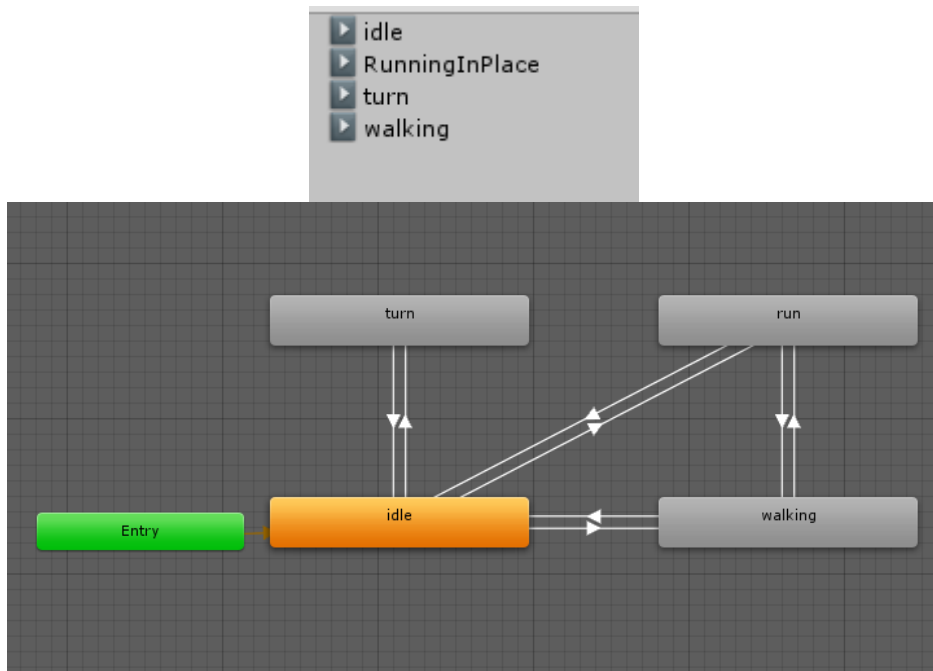 idle
RunningInPlace
turn
walking
turn
run
Entry
idle
walking